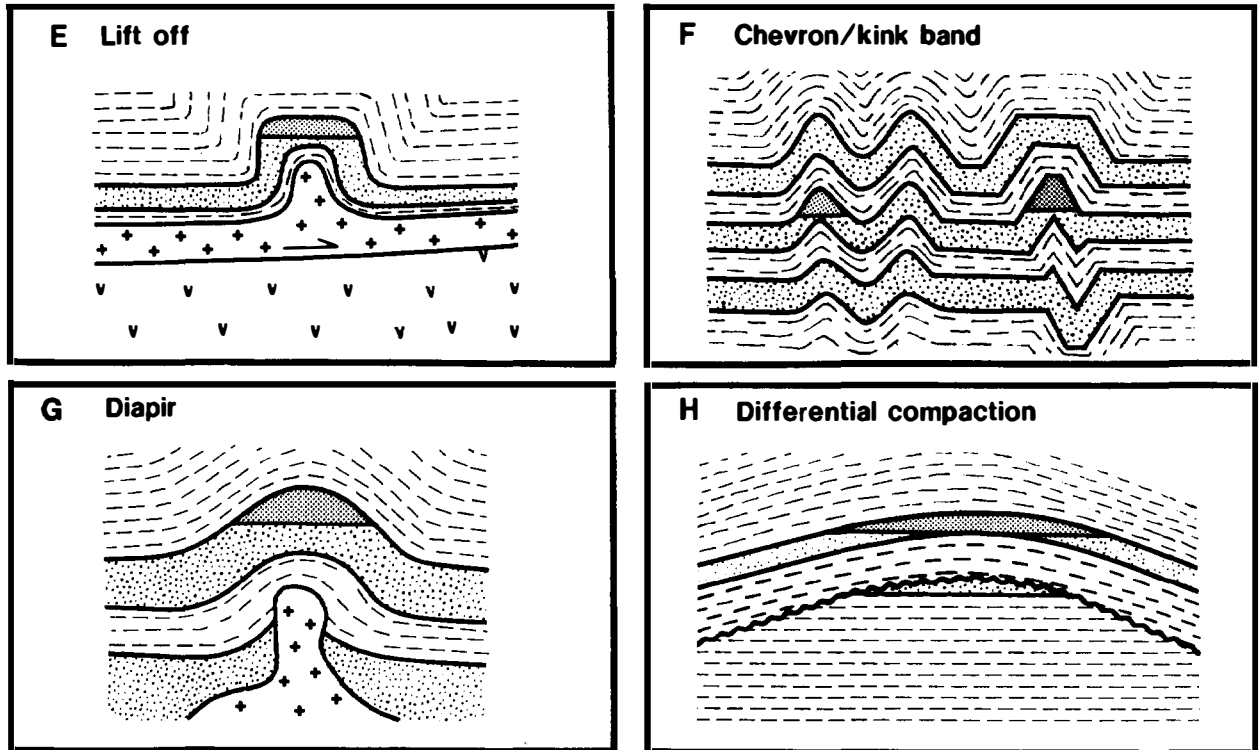 E Lift off
F Chevron/kink band
G Diapir
H Differential compaction